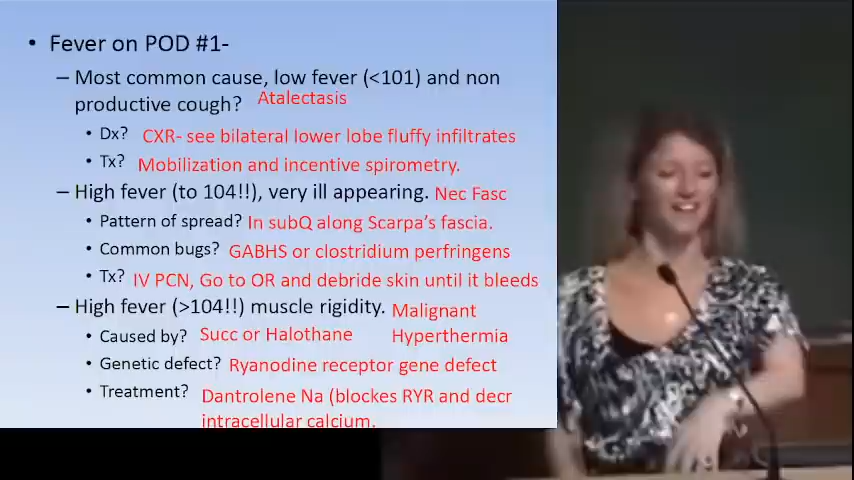 • Fever on POD #1-
– Most common cause, low fever (<101) and non
productive cough? Atalectasis
• Dx? CXR- see bilateral lower lobe fluffy infiltrates
• Tx? Mobilization and incentive spirometry.
– High fever (to 104!!), very ill appearing. Nec Fasc
• Pattern of spread? In subQ along Scarpa's fascia.
• Common bugs? GABHS or clostridium perfringens
• Tx? IV PCN, Go to OR and debride skin until it bleeds
– High fever (>104!!) muscle rigidity. Malignant
Hyperthermia
• Caused by? Succ or Halothane
• Genetic defect? Ryanodine receptor gene defect
• Treatment? Dantrolene Na (blockes RYR and decr
intracellular calcium.